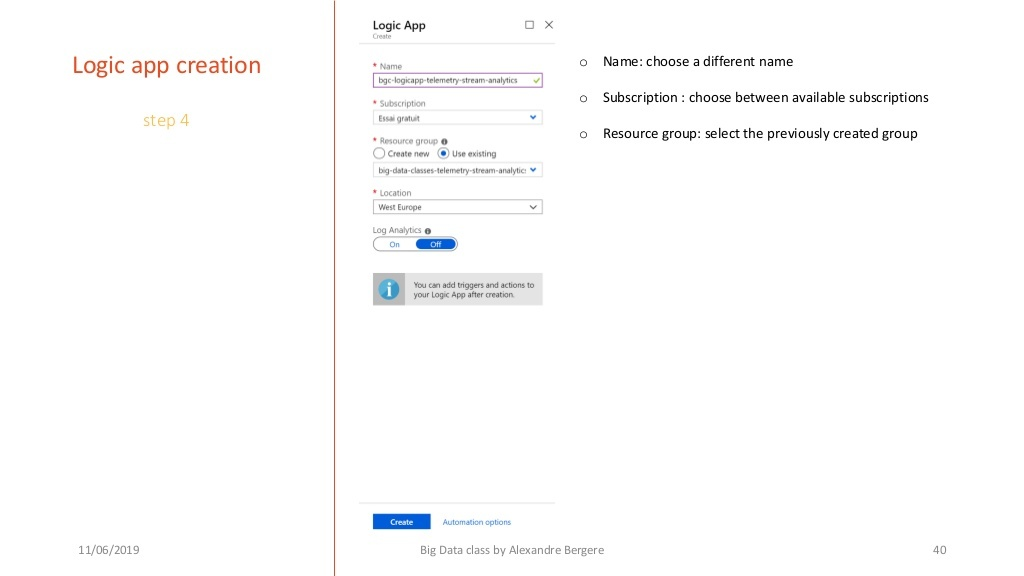 Logic app creation
step 4
Logic App
Create
* Name
bgc-logicapp-telemetry-stream-analytics
* Subscription
Essai gratuit
* Resource group
Create new Use existing
big-data-classes-telemetry-stream-analytics
* Location
West Europe
Log Analytics
On Off
You can add triggers and actions to
your Logic App after creation.
Create Automation options
o Name: choose a different name
o Subscription : choose between available subscriptions
o Resource group: select the previously created group
11/06/2019 Big Data class by Alexandre Bergere 40